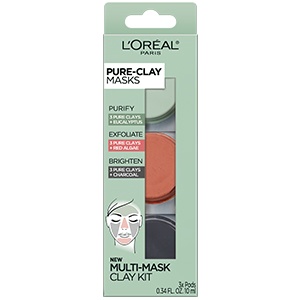 L'ORÉAL
PARIS
PURE-CLAY
MASKS
PURIFY
3 PURE CLAYS
+ EUCALYPTUS
EXFOLIATE
3 PURE CLAYS
+ RED ALGAE
BRIGHTEN
3 PURE CLAYS
+ CHARCOAL
NEW
MULTI-MASK
CLAY KIT
3x Pods
0.34 FL. OZ. 10 ml